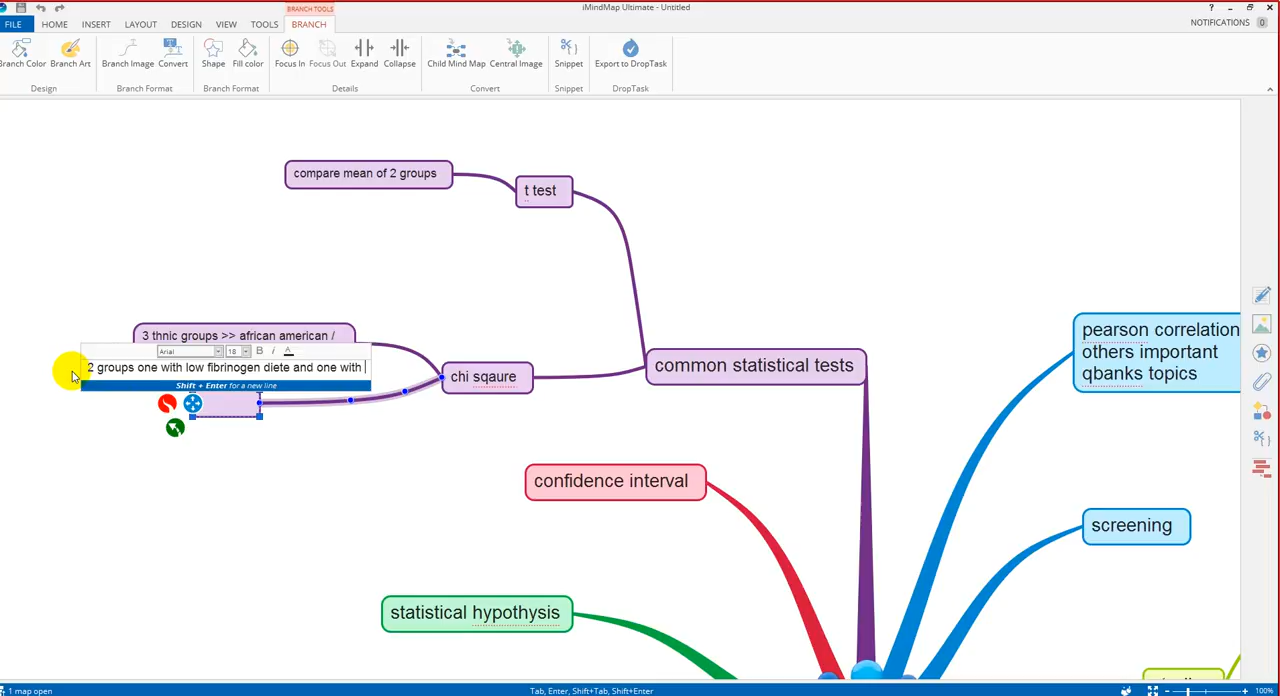 BRANCH TOOLS
iMindMap Ultimate - Untitled
FILE HOME INSERT LAYOUT DESIGN VIEW TOOLS BRANCH
NOTIFICATIONS 0
Branch Color Branch Art Branch Image Convert Shape Fill color Focus In Focus Out Expand Collapse Child Mind Map Central Image Snippet Export to DropTask
Design Branch Format Branch Format Details Convert Snippet DropTask
compare mean of 2 groups
t test
3 thnic groups >> african american /
Arial 18 B i A
2 groups one with low fibrinogen diete and one with
Shift + Enter for a new line
chi sqaure
common statistical tests
pearson correlation
others important
qbanks topics
confidence interval
screening
statistical hypothysis
1 map open
Tab, Enter, Shift+Tab, Shift+Enter
100%